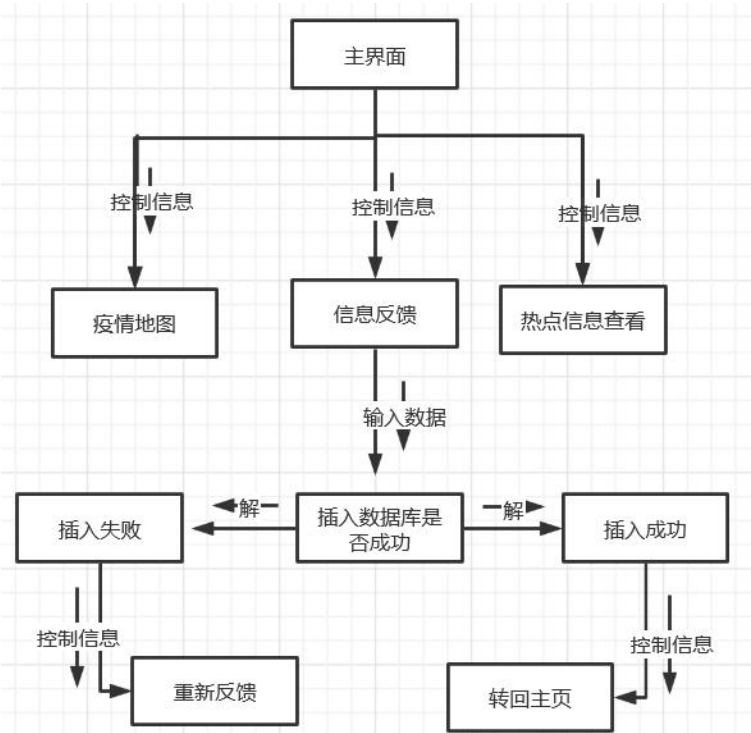 主界面
控制信息
控制信息
控制信息
疫情地图
信息反馈
热点信息查看
输入数据
解
解
插入失败
插入数据库是
否成功
插入成功
控制信息
控制信息
重新反馈
转回主页